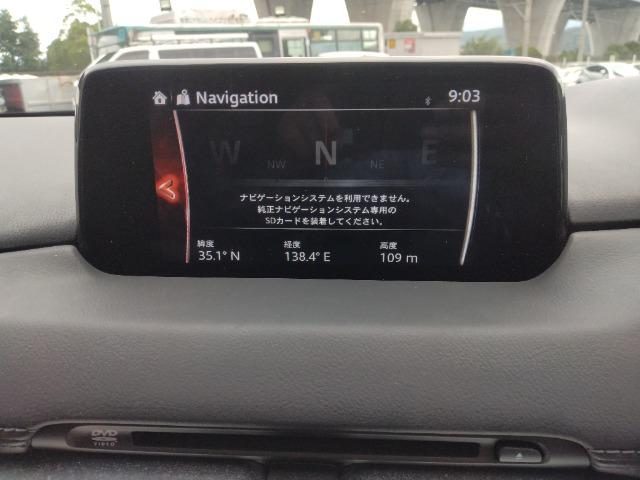 Navigation
9:03
W NW N NE E
ナビゲーションシステムを利用できません。
純正ナビゲーションシステム専用の
SDカードを装着してください。
緯度 経度 高度
35.1° N 138.4° E 109 m
DVD
VIDEO